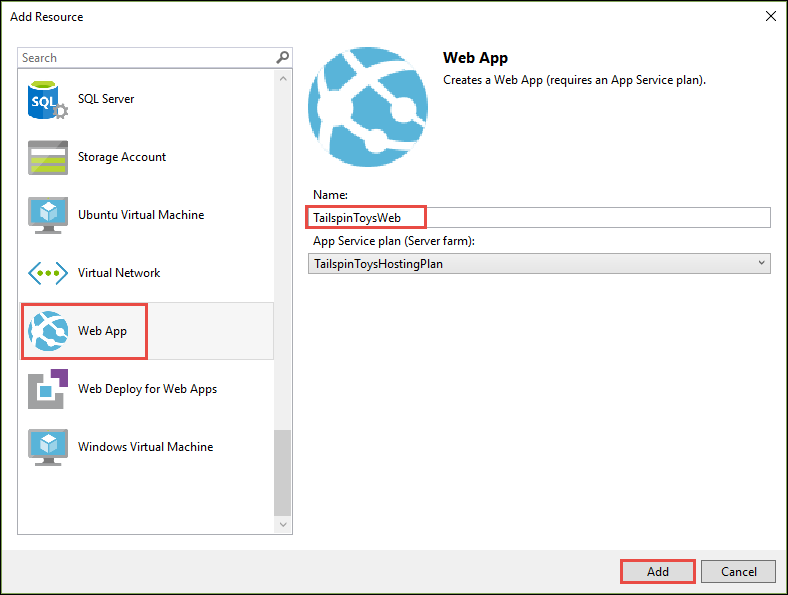 Add Resource
Search
SQL
SQL Server
Storage Account
Ubuntu Virtual Machine
Virtual Network
Web App
Web Deploy for Web Apps
Windows Virtual Machine
Web App
Creates a Web App (requires an App Service plan).
Name:
TailspinToysWeb
App Service plan (Server farm):
TailspinToysHostingPlan
Add
Cancel